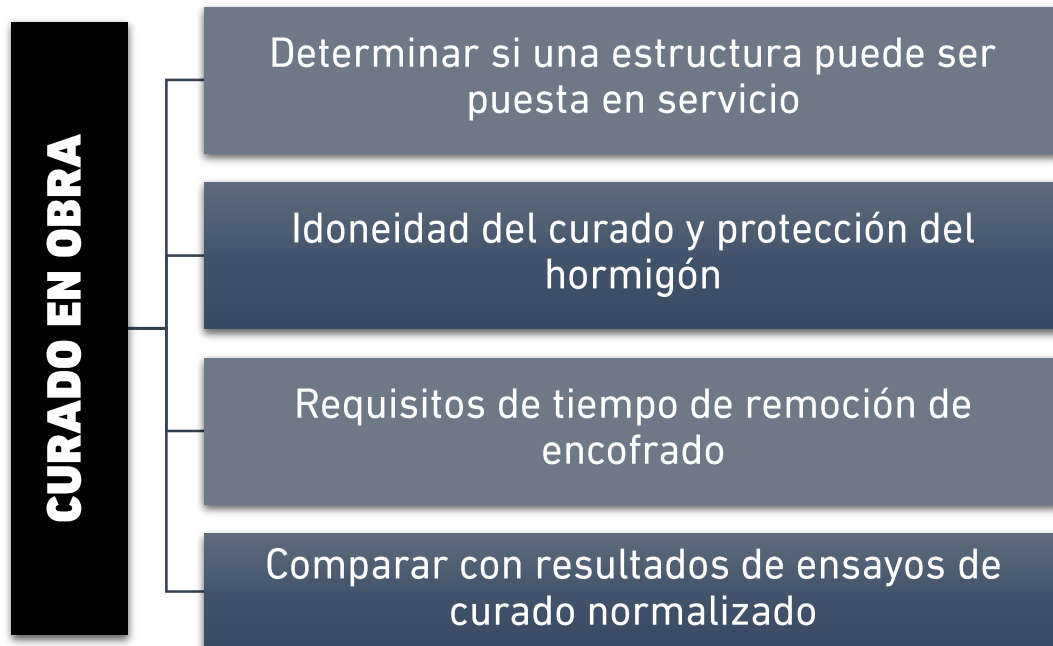 CURADO EN OBRA
Determinar si una estructura puede ser
puesta en servicio
Idoneidad del curado y protección del
hormigón
Requisitos de tiempo de remoción de
encofrado
Comparar con resultados de ensayos de
curado normalizado